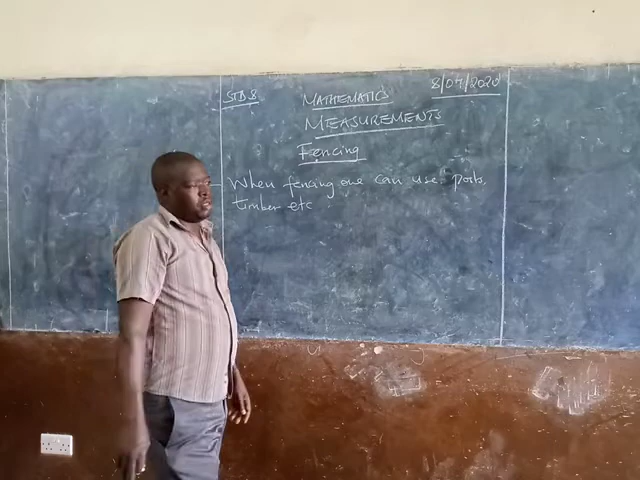 STD 8
MATHEMATICS
8/04/2020
MEASUREMENTS
Fencing
When fencing one can use posts,
timber etc.